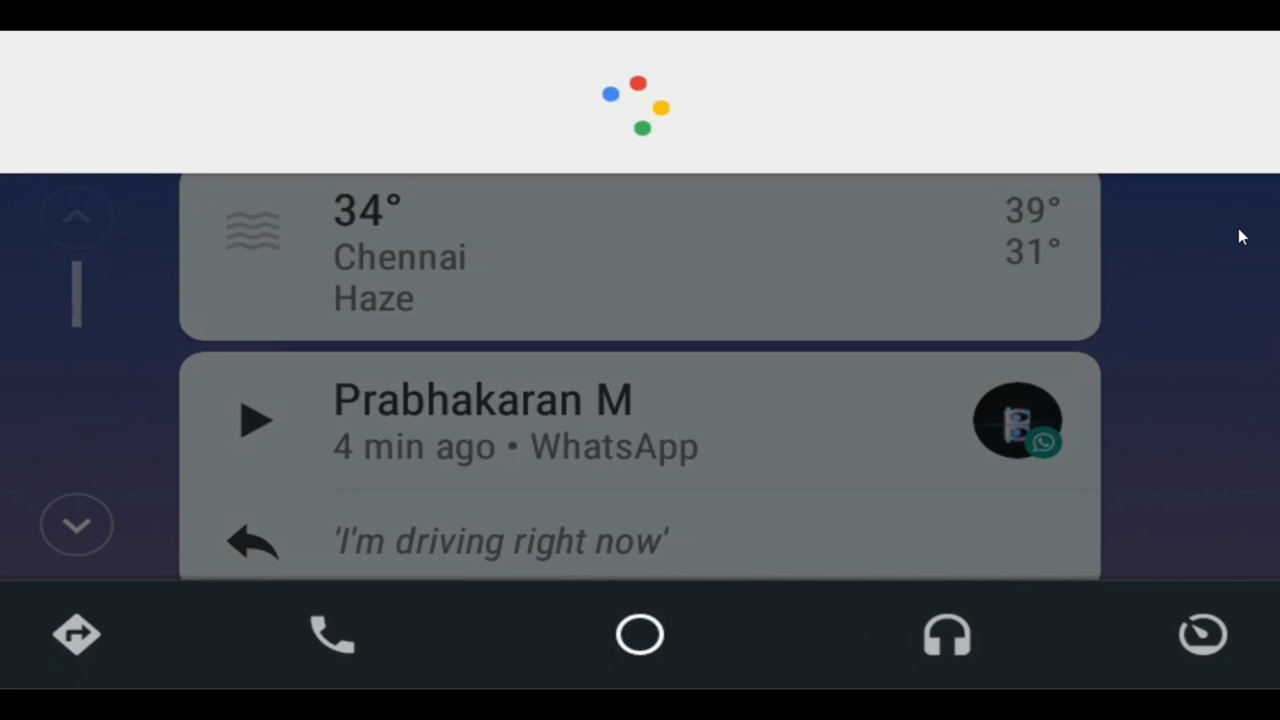 34°
39°
Chennai
31°
Haze
Prabhakaran M
4 min ago • WhatsApp
'I'm driving right now'